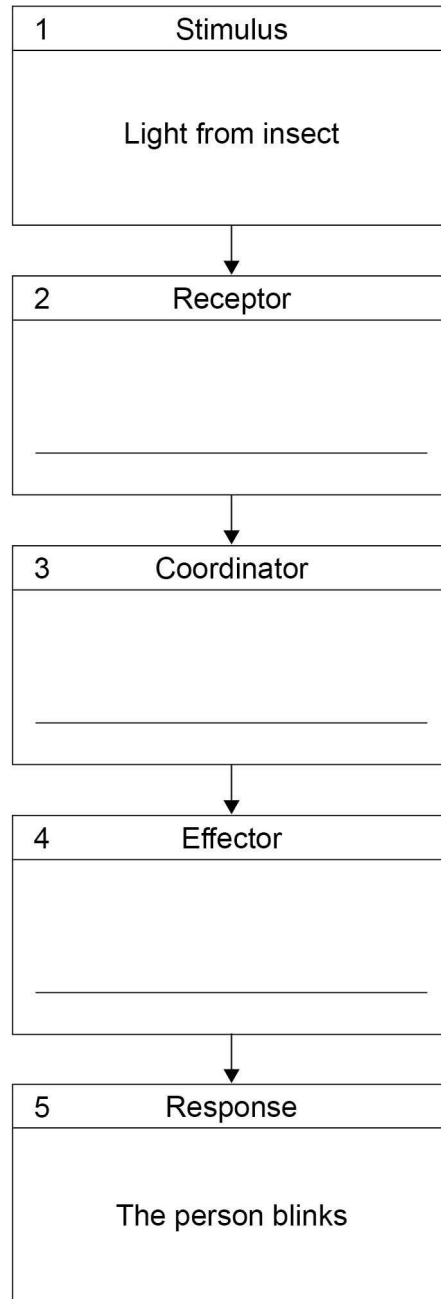 1 Stimulus
Light from insect
2 Receptor
3 Coordinator
4 Effector
5 Response
The person blinks